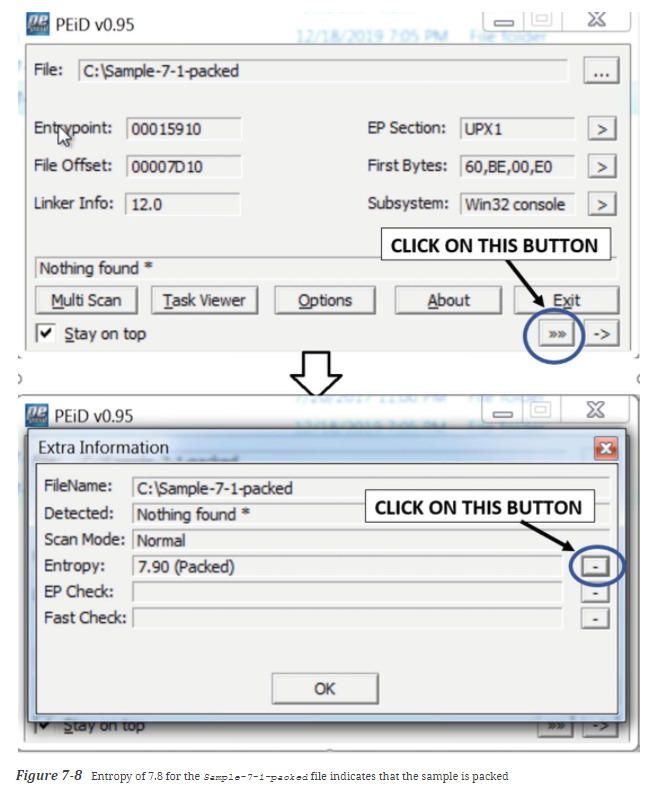 PEiD v0.95
12/18/2019 7:05 PM File folder
File: C:\Sample-7-1-packed ...
Entrypoint: 00015910 EP Section: UPX1 >
File Offset: 00007D10 First Bytes: 60,BE,00,E0 >
Linker Info: 12.0 Subsystem: Win32 console >
CLICK ON THIS BUTTON
Nothing found *
Multi Scan Task Viewer Options About Exit
Stay on top »» ->
PEiD v0.95
Extra Information
FileName: C:\Sample-7-1-packed
Detected: Nothing found *
CLICK ON THIS BUTTON
Scan Mode: Normal
Entropy: 7.90 (Packed) -
EP Check: -
Fast Check: -
OK
Stay on top »» ->
Figure 7-8 Entropy of 7.8 for the Sample-7-1-packed file indicates that the sample is packed